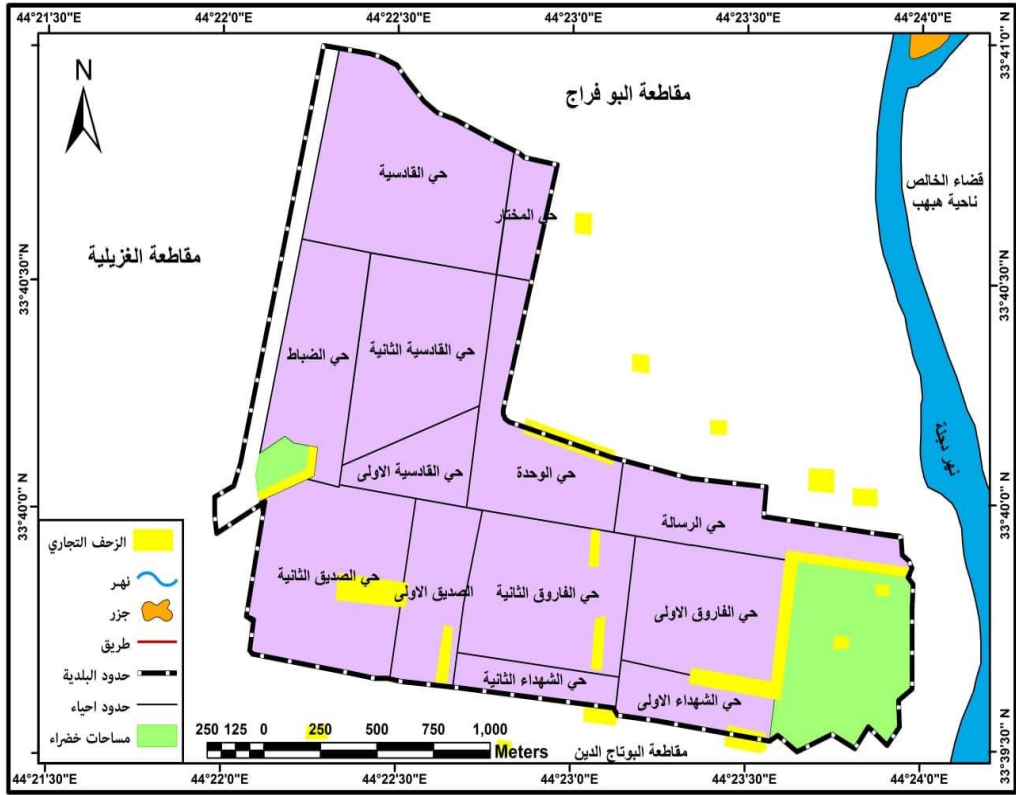 44°21'30"E
44°22'0"E
44°22'30"E
44°23'0"E
44°23'30"E
44°24'0"E
33°41'0" N
N
مقاطعة البو فراج
قضاء الخالص
ناحية هبهب
حي القادسية
حي المختار
مقاطعة الغزيلية
33°40'30"N
33°40'30"N
حي الضباط
حي القادسية الثانية
نهر دجلة
حي القادسية الاولى
حي الوحدة
33°40'0"N
33°40'0"N
حي الرسالة
حي الصديق الثانية
الصديق الاولى
حي الفاروق الثانية
حي الفاروق الاولى
حي الشهداء الثانية
حي الشهداء الاولى
الزحف التجاري
نهر
جزر
طريق
حدود البلدية
حدود احياء
مساحات خضراء
250 125 0 250 500 750 1,000
Meters
مقاطعة البوتاج الدين
33°39'30"N
44°21'30"E
44°22'0"E
44°22'30"E
44°23'0"E
44°23'30"E
44°24'0"E